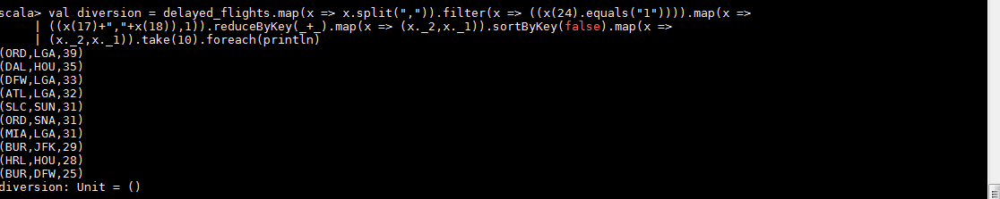 scala> val diversion = delayed_flights.map(x => x.split(",")).filter(x => ((x(24).equals("1")))).map(x =>
| ((x(17)+","+x(18)),1)).reduceByKey(_+_).map(x => (x._2,x._1)).sortByKey(false).map(x =>
| (x._2,x._1)).take(10).foreach(println)
(ORD,LGA,39)
(DAL,HOU,35)
(DFW,LGA,33)
(ATL,LGA,32)
(SLC,SUN,31)
(ORD,SNA,31)
(MIA,LGA,31)
(BUR,JFK,29)
(HRL,HOU,28)
(BUR,DFW,25)
diversion: Unit = ()